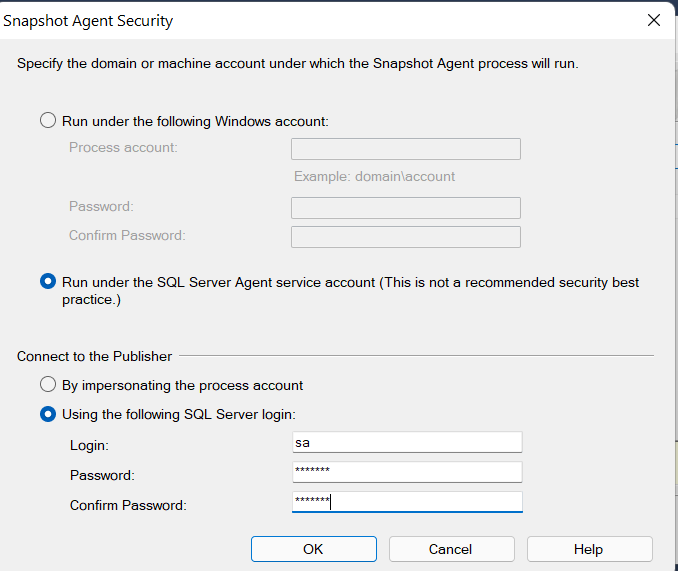 Snapshot Agent Security
Specify the domain or machine account under which the Snapshot Agent process will run.
Run under the following Windows account:
Process account:
Example: domain\account
Password:
Confirm Password:
Run under the SQL Server Agent service account (This is not a recommended security best
practice.)
Connect to the Publisher
By impersonating the process account
Using the following SQL Server login:
Login: sa
Password: *******
Confirm Password: *******
OK Cancel Help